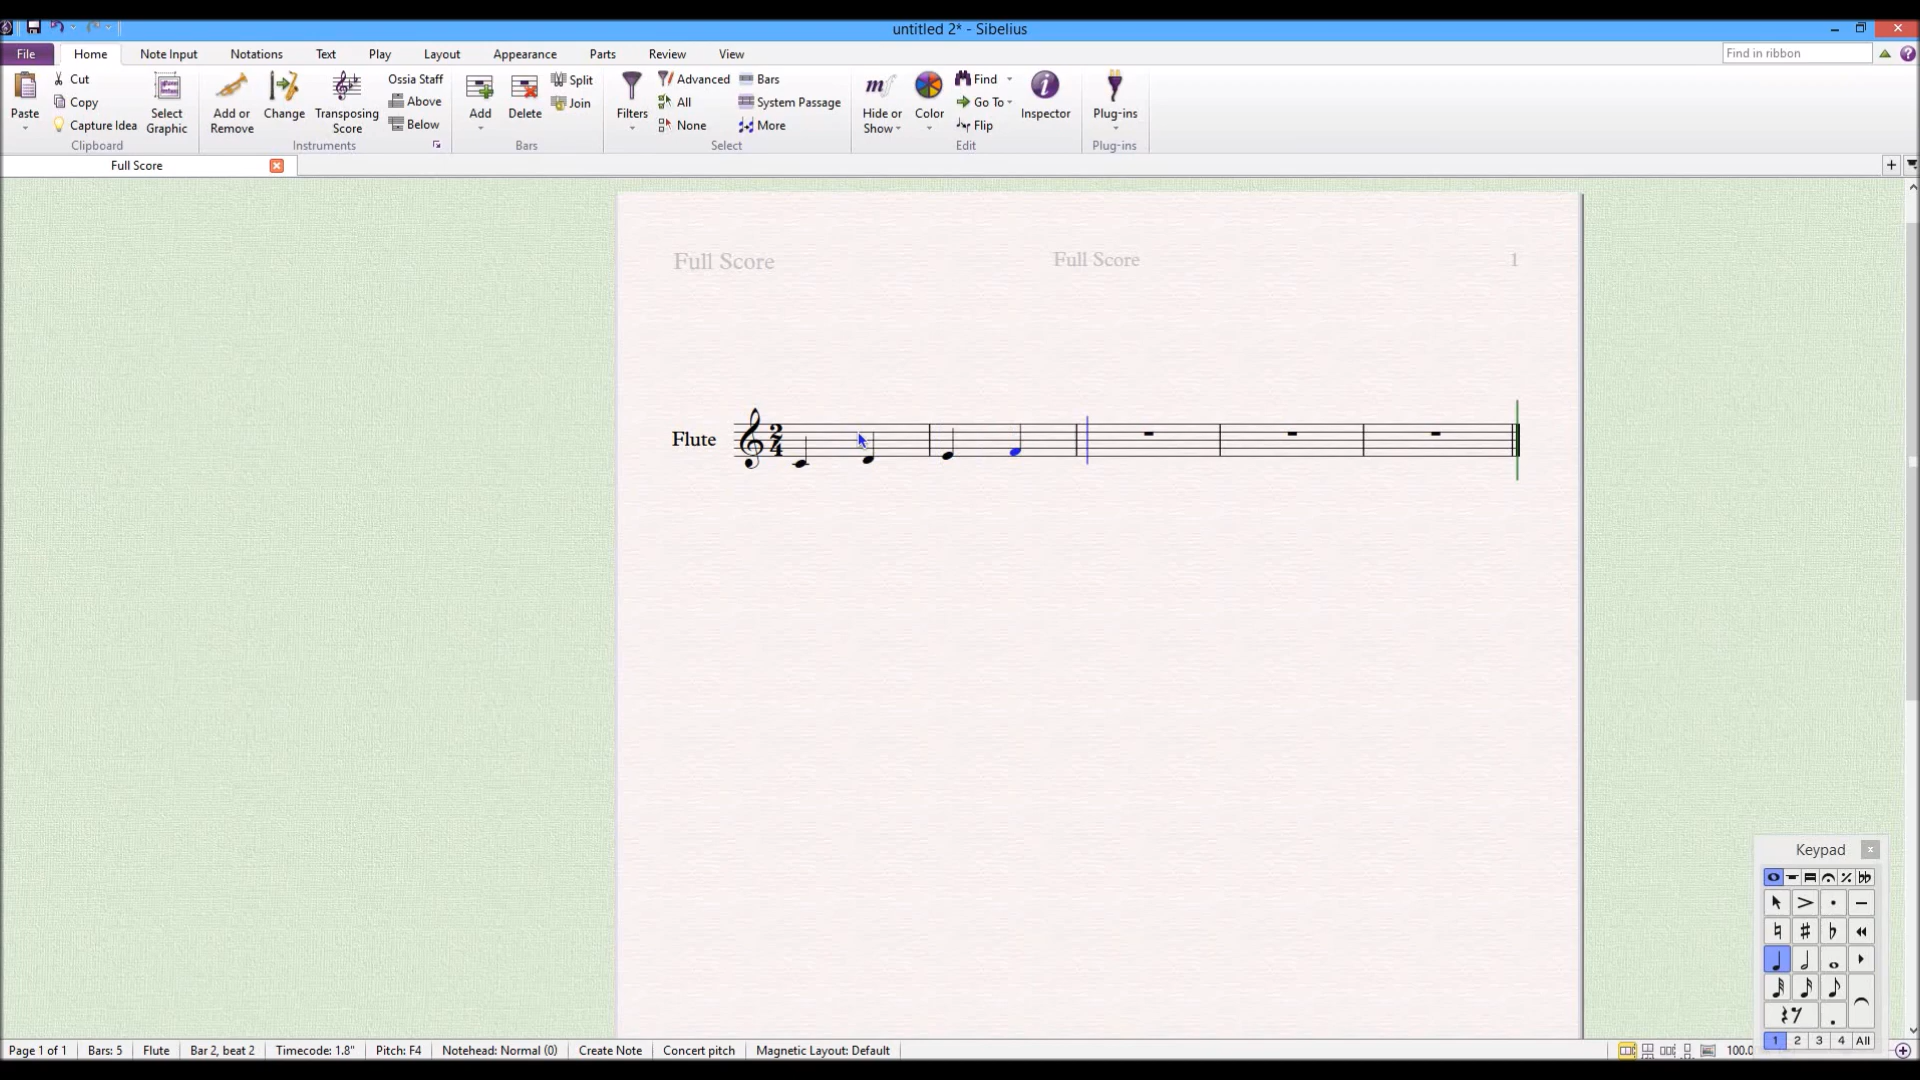 untitled 2* - Sibelius
File Home Note Input Notations Text Play Layout Appearance Parts Review View Find in ribbon
Paste Cut Copy Capture Idea Select Graphic
Clipboard
Add or Remove Change Transposing Score Ossia Staff Above Below
Instruments
Add Delete Split Join
Bars
Filters Advanced All None Bars System Passage More
Select
Hide or Show Color Find Go To Flip Inspector
Edit
Plug-ins
Plug-ins
Full Score
Full Score Full Score 1
Flute 2 4
Keypad
1 2 3 4 All
Page 1 of 1 Bars: 5 Flute Bar 2, beat 2 Timecode: 1.8" Pitch: F4 Notehead: Normal (0) Create Note Concert pitch Magnetic Layout: Default 100.0